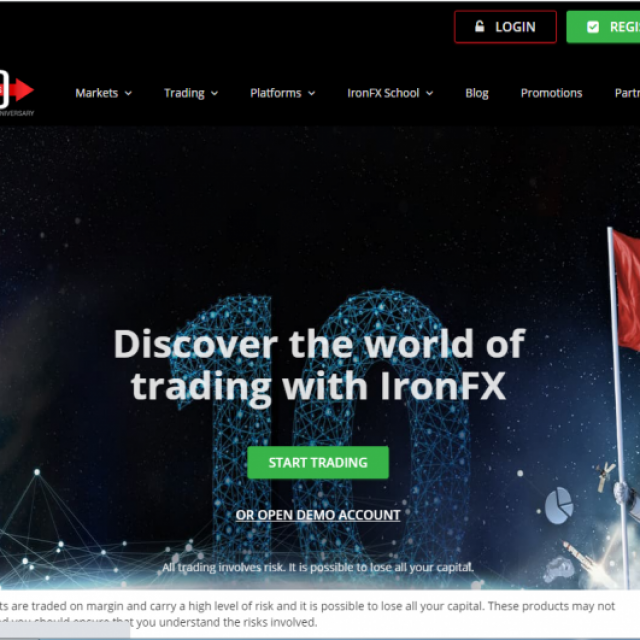 LOGIN
REGI
Markets
Trading
Platforms
IronFX School
Blog
Promotions
Partn
NIVERSARY
10
Discover the world of
trading with IronFX
START TRADING
OR OPEN DEMO ACCOUNT
All trading involves risk. It is possible to lose all your capital.
ts are traded on margin and carry a high level of risk and it is possible to lose all your capital. These products may not
d you should ensure that you understand the risks involved.